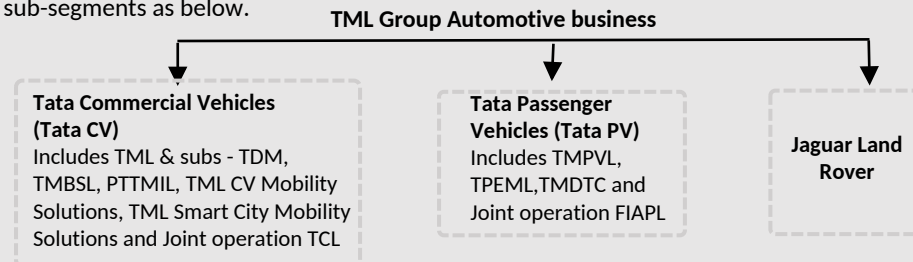 sub-segments as below.
TML Group Automotive business
Tata Commercial Vehicles
(Tata CV)
Includes TML & subs - TDM,
TMBSL, PTTMIL, TML CV Mobility
Solutions, TML Smart City Mobility
Solutions and Joint operation TCL
Tata Passenger
Vehicles (Tata PV)
Includes TMPVL,
TPEML,TMDTC and
Joint operation FIAPL
Jaguar Land
Rover